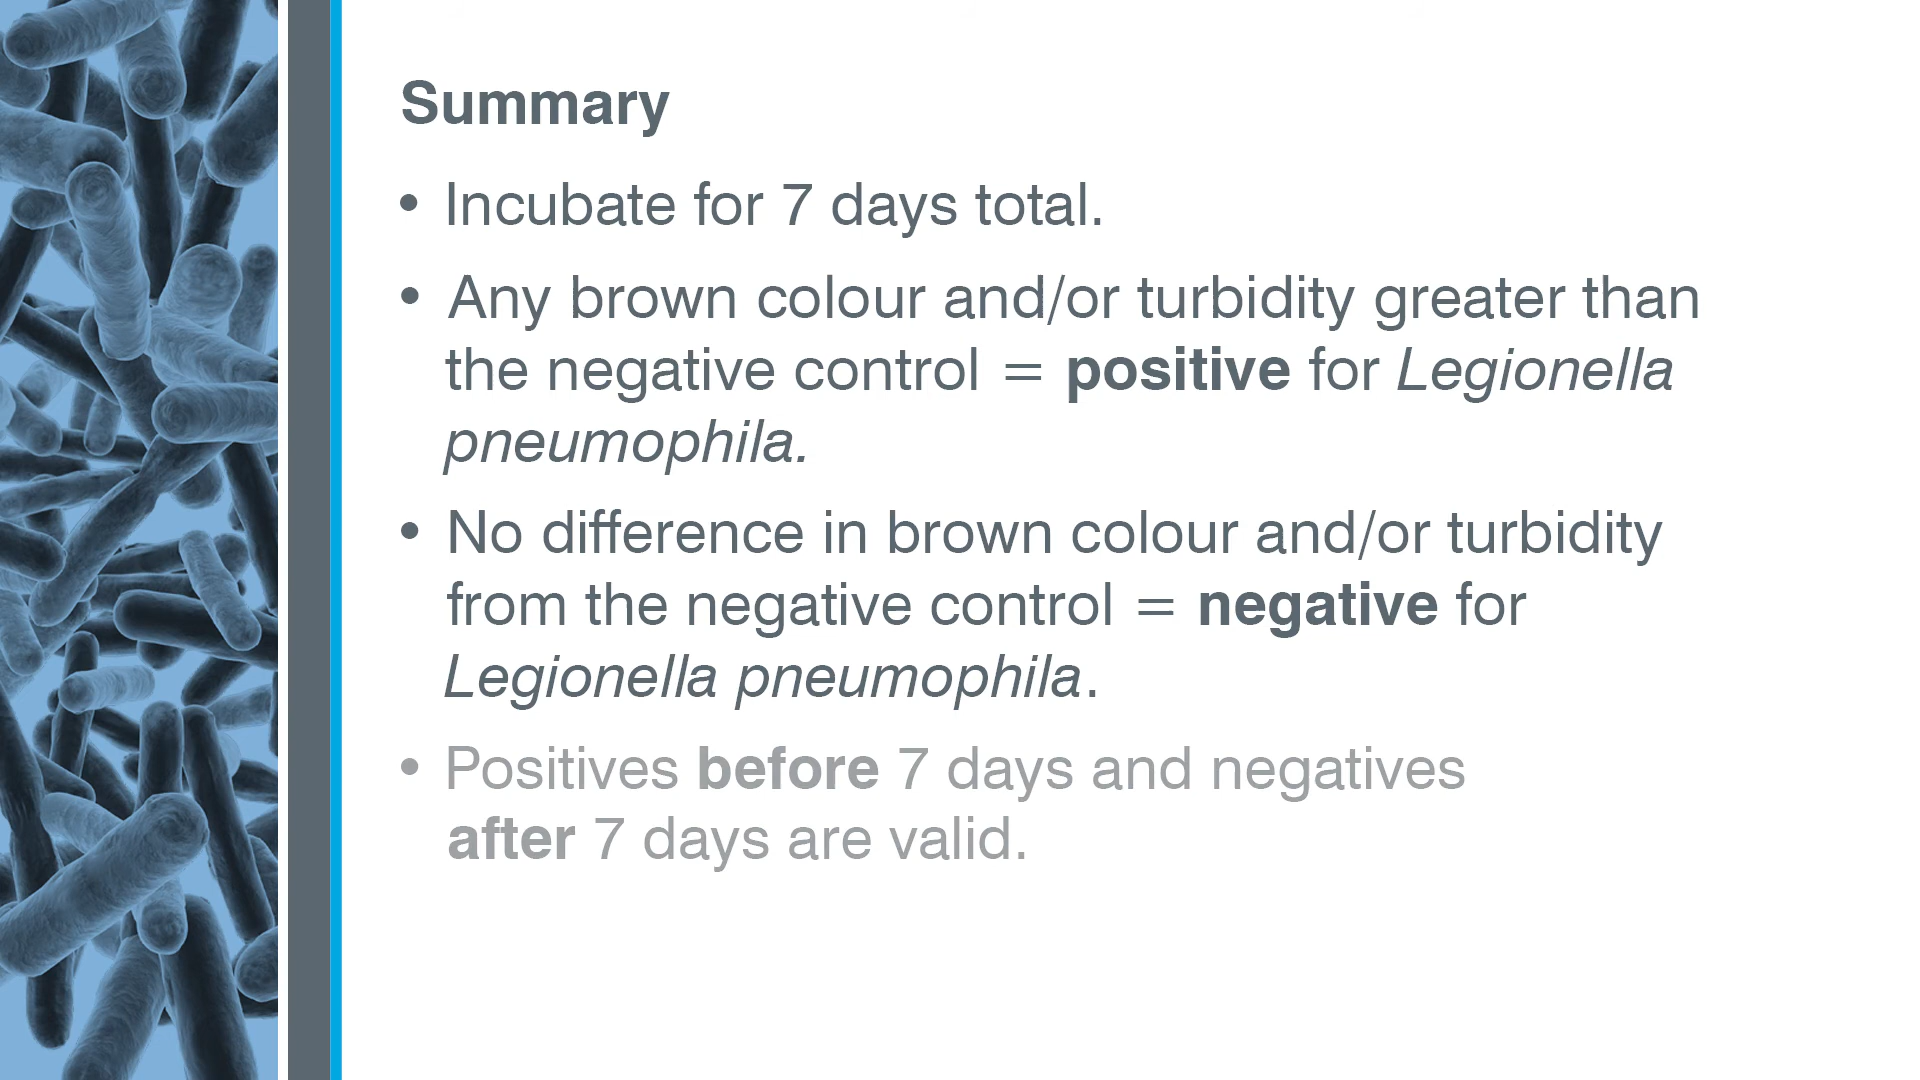 Summary
• Incubate for 7 days total.
• Any brown colour and/or turbidity greater than
the negative control = positive for Legionella
pneumophila.
• No difference in brown colour and/or turbidity
from the negative control = negative for
Legionella pneumophila.
• Positives before 7 days and negatives
after 7 days are valid.